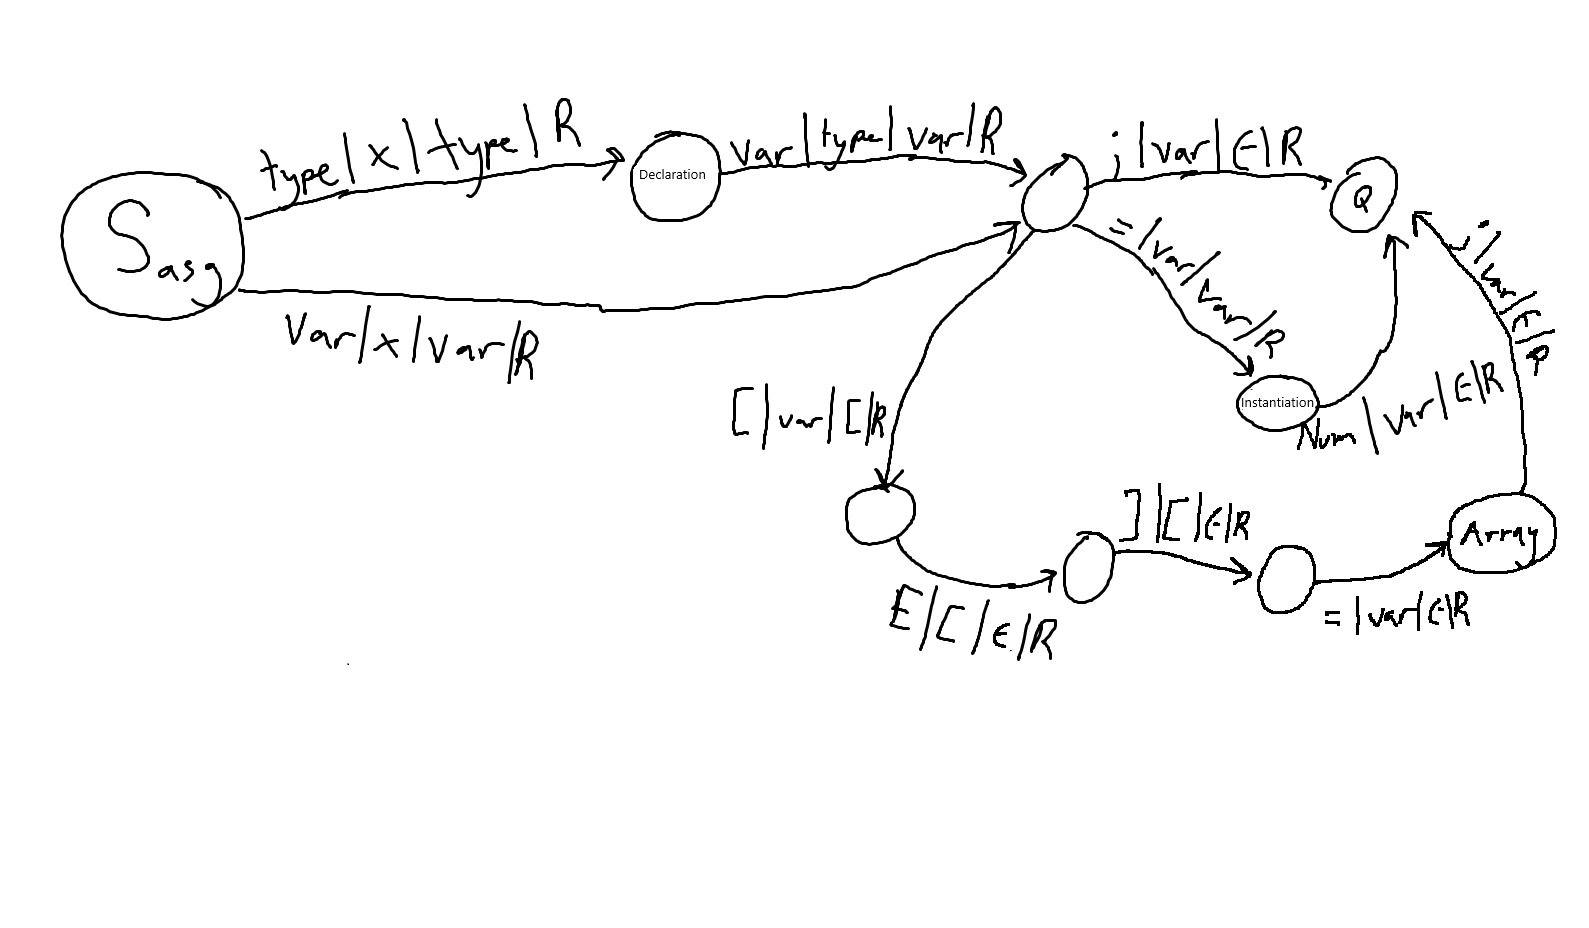 type/x/type/R
Declaration
var/type/var/R
;/var/ϵ/R
Q
S asg
Var/x/var/R
=/var/var/R
;/var/ϵ/R
[/var/[/R
Instantiation
Num/var/ϵ/R
E/[/ϵ/R
]/[/ϵ/R
=/var/ϵ/R
Array